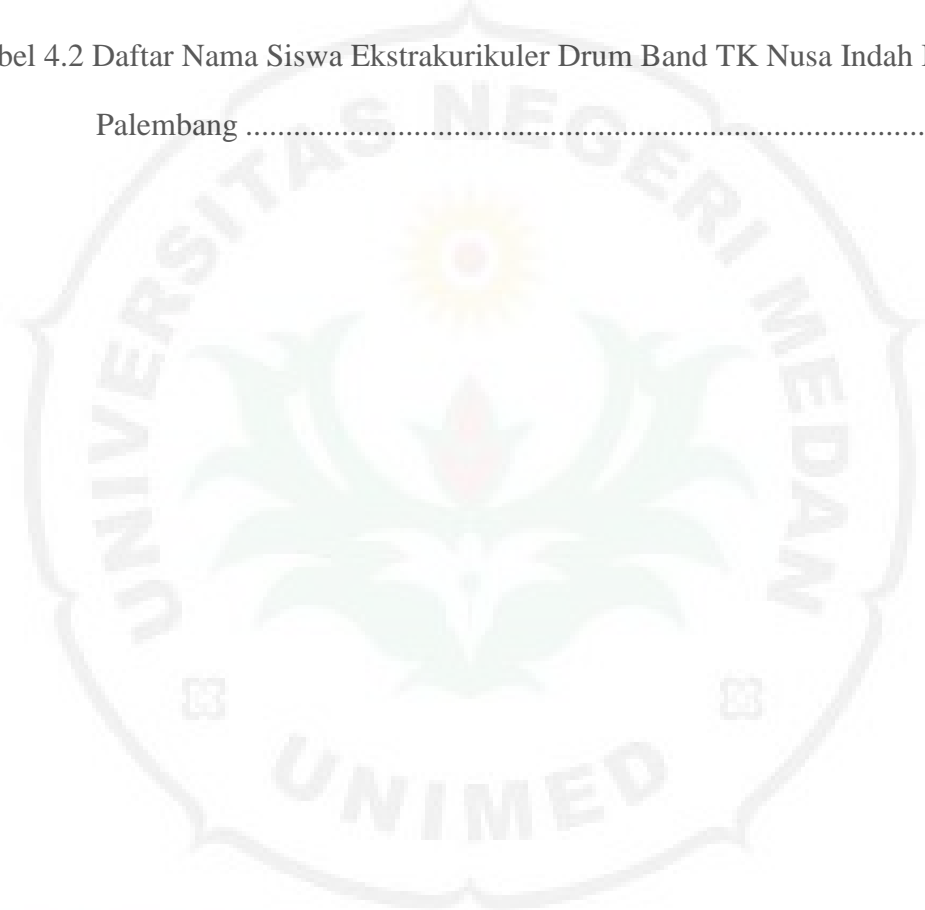 bel 4.2 Daftar Nama Siswa Ekstrakurikuler Drum Band TK Nusa Indah
Palembang ....................................................................................
UNIVERSITAS NEGERI MEDAN
UNIMED